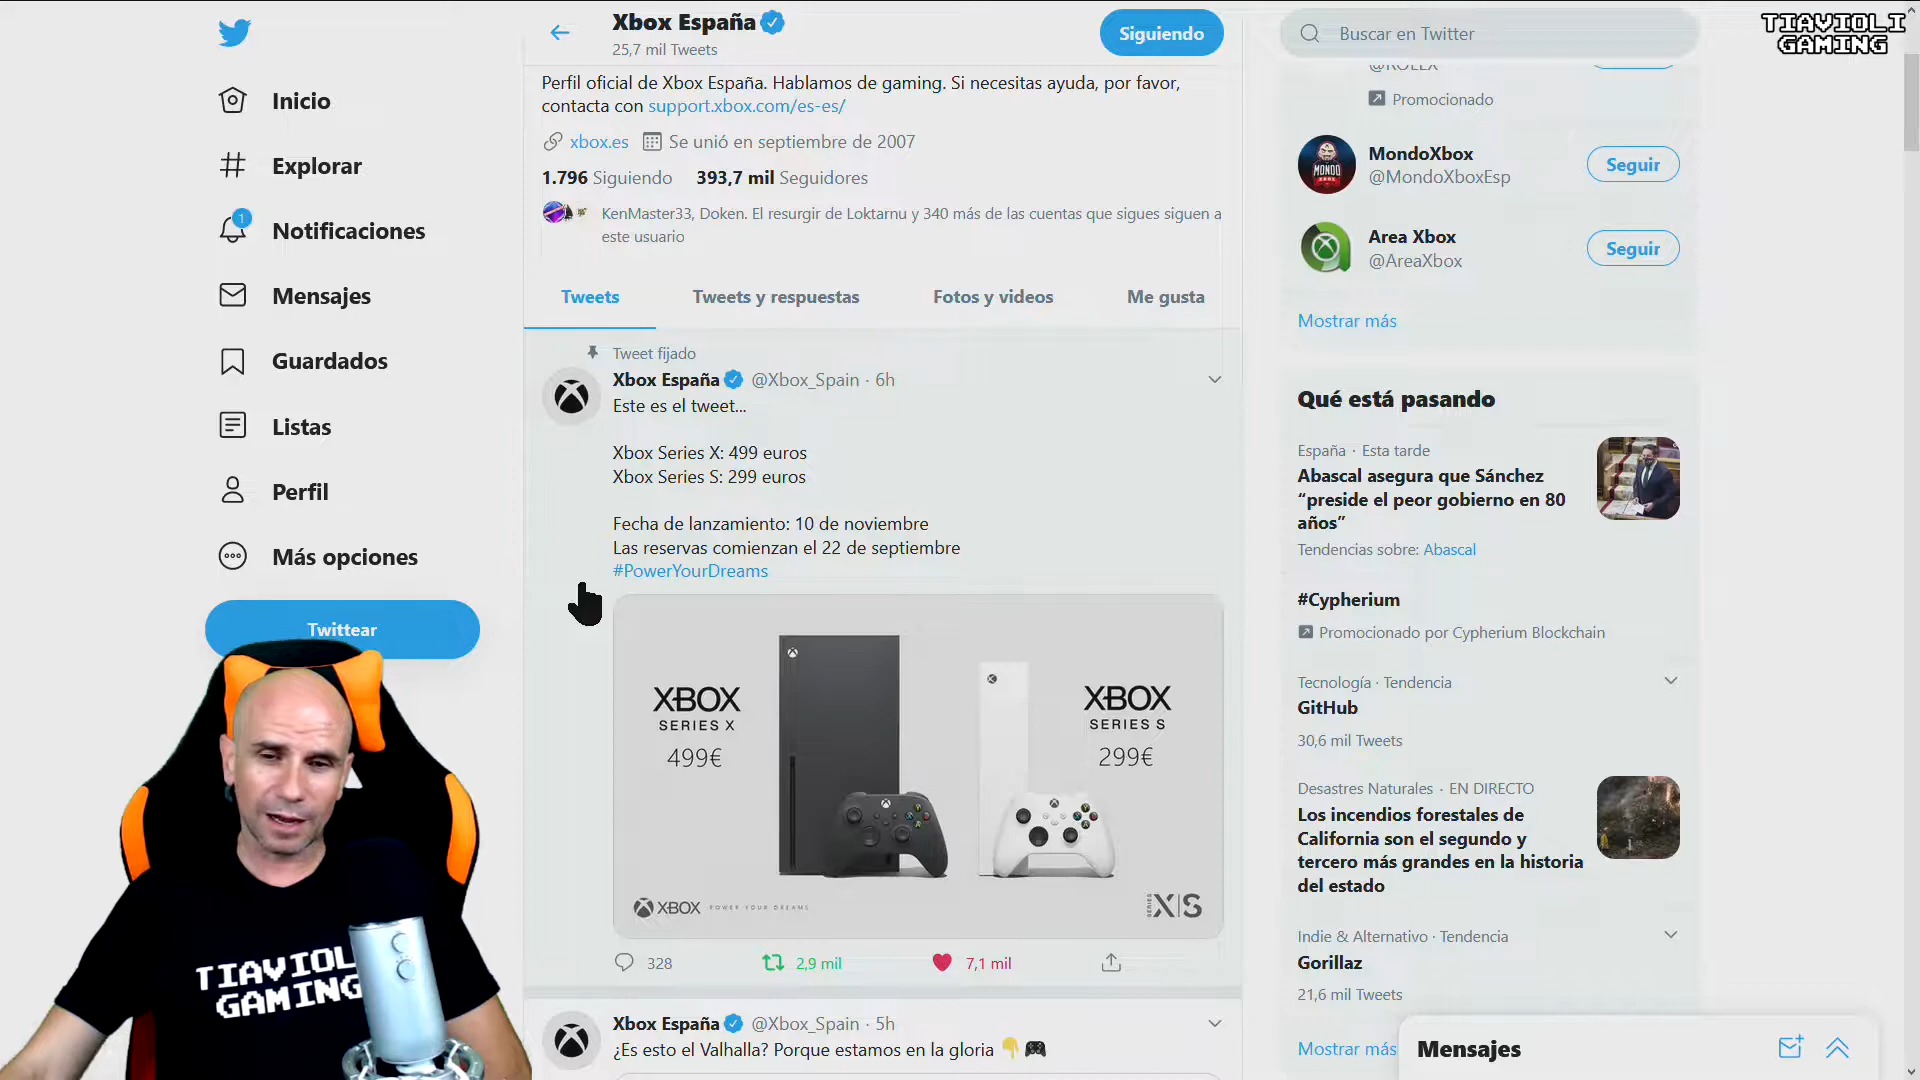 TIAVIOLI
GAMING
Inicio
Explorar
1
Notificaciones
Mensajes
Guardados
Listas
Perfil
Más opciones
Twittear
TIAVIOL
GAMING
Xbox España
25,7 mil Tweets
Siguiendo
Perfil oficial de Xbox España. Hablamos de gaming. Si necesitas ayuda, por favor,
contacta con support.xbox.com/es-es/
xbox.es Se unió en septiembre de 2007
1.796 Siguiendo 393,7 mil Seguidores
KenMaster33, Doken. El resurgir de Loktarnu y 340 más de las cuentas que sigues siguen a
este usuario
Tweets Tweets y respuestas Fotos y videos Me gusta
Tweet fijado
Xbox España @Xbox_Spain · 6h
Este es el tweet...
Xbox Series X: 499 euros
Xbox Series S: 299 euros
Fecha de lanzamiento: 10 de noviembre
Las reservas comienzan el 22 de septiembre
#PowerYourDreams
XBOX
SERIES X
499€
XBOX
SERIES S
299€
XBOX POWER YOUR DREAMS
SERIES X|S
328 2,9 mil 7,1 mil
Xbox España @Xbox_Spain · 5h
¿Es esto el Valhalla? Porque estamos en la gloria 👇🎮
Buscar en Twitter
@ROLEX
Promocionado
MondoXbox
@MondoXboxEsp
Seguir
MONDO
XBOX
Area Xbox
@AreaXbox
Seguir
Mostrar más
Qué está pasando
España · Esta tarde
Abascal asegura que Sánchez
“preside el peor gobierno en 80
años”
Tendencias sobre: Abascal
#Cypherium
Promocionado por Cypherium Blockchain
Tecnología · Tendencia
GitHub
30,6 mil Tweets
Desastres Naturales · EN DIRECTO
Los incendios forestales de
California son el segundo y
tercero más grandes en la historia
del estado
Indie & Alternativo · Tendencia
Gorillaz
21,6 mil Tweets
Mostrar más
Mensajes